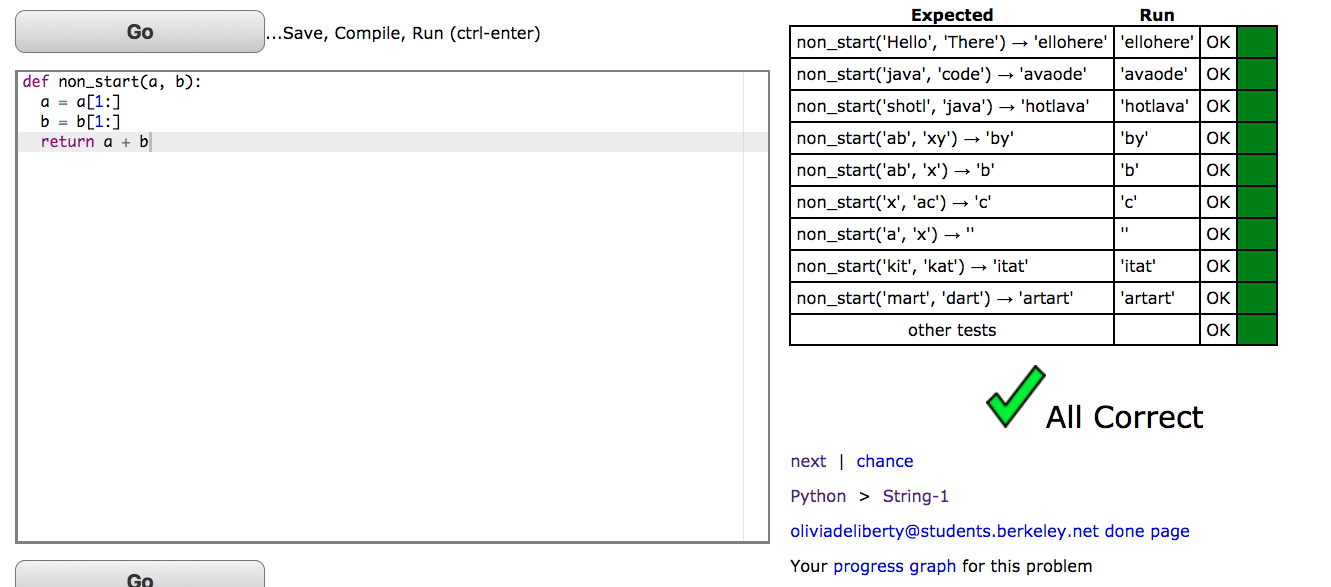 Go
...Save, Compile, Run (ctrl-enter)
def non_start(a, b):
  a = a[1:]
  b = b[1:]
  return a + b
Expected Run
non_start('Hello', 'There') → 'ellohere' 'ellohere' OK
non_start('java', 'code') → 'avaode' 'avaode' OK
non_start('shotl', 'java') → 'hotlava' 'hotlava' OK
non_start('ab', 'xy') → 'by' 'by' OK
non_start('ab', 'x') → 'b' 'b' OK
non_start('x', 'ac') → 'c' 'c' OK
non_start('a', 'x') → '' '' OK
non_start('kit', 'kat') → 'itat' 'itat' OK
non_start('mart', 'dart') → 'artart' 'artart' OK
other tests OK
All Correct
next | chance
Python > String-1
oliviadeliberty@students.berkeley.net done page
Your progress graph for this problem
Go